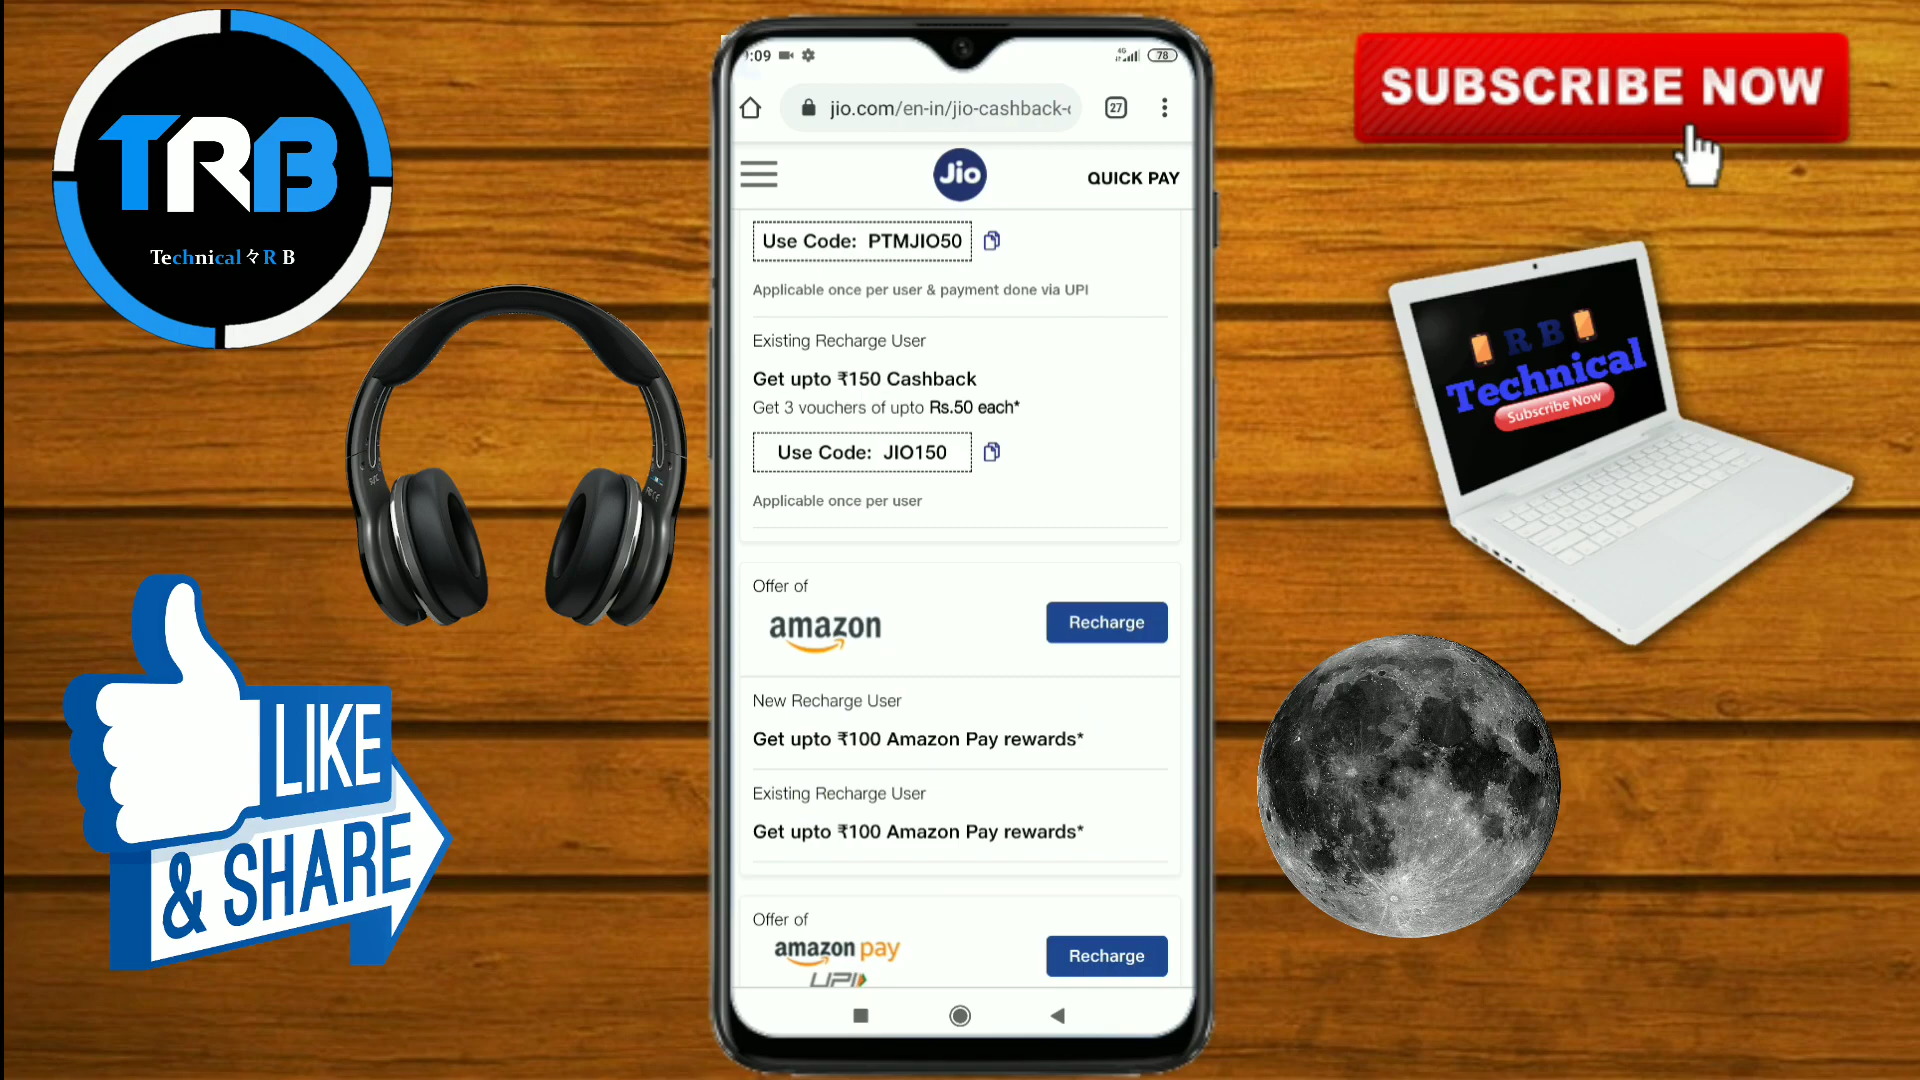 TRB
Technical々R B
SUBSCRIBE NOW
R B
Technical
Subscribe Now
LIKE
& SHARE
:09
4G
78
jio.com/en-in/jio-cashback-
27
Jio
QUICK PAY
Use Code: PTMJIO50
Applicable once per user & payment done via UPI
Existing Recharge User
Get upto ₹150 Cashback
Get 3 vouchers of upto Rs.50 each*
Use Code: JIO150
Applicable once per user
Offer of
amazon
Recharge
New Recharge User
Get upto ₹100 Amazon Pay rewards*
Existing Recharge User
Get upto ₹100 Amazon Pay rewards*
Offer of
amazon pay
UPI
Recharge